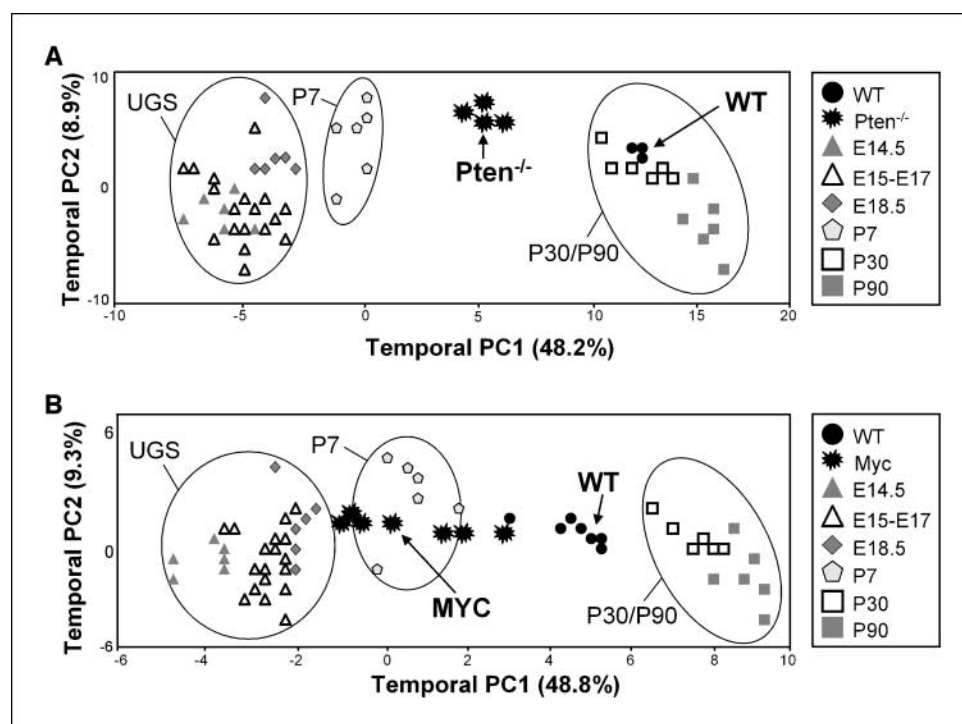 A
Temporal PC2 (8.9%)
10
0
-10
UGS
P7
Pten-/-
WT
P30/P90
-10
-5
0
5
10
15
20
Temporal PC1 (48.2%)
WT
Pten-/-
E14.5
E15-E17
E18.5
P7
P30
P90
B
Temporal PC2 (9.3%)
6
0
-6
UGS
P7
MYC
WT
P30/P90
-6
-4
-2
0
2
4
6
8
10
Temporal PC1 (48.8%)
WT
Myc
E14.5
E15-E17
E18.5
P7
P30
P90